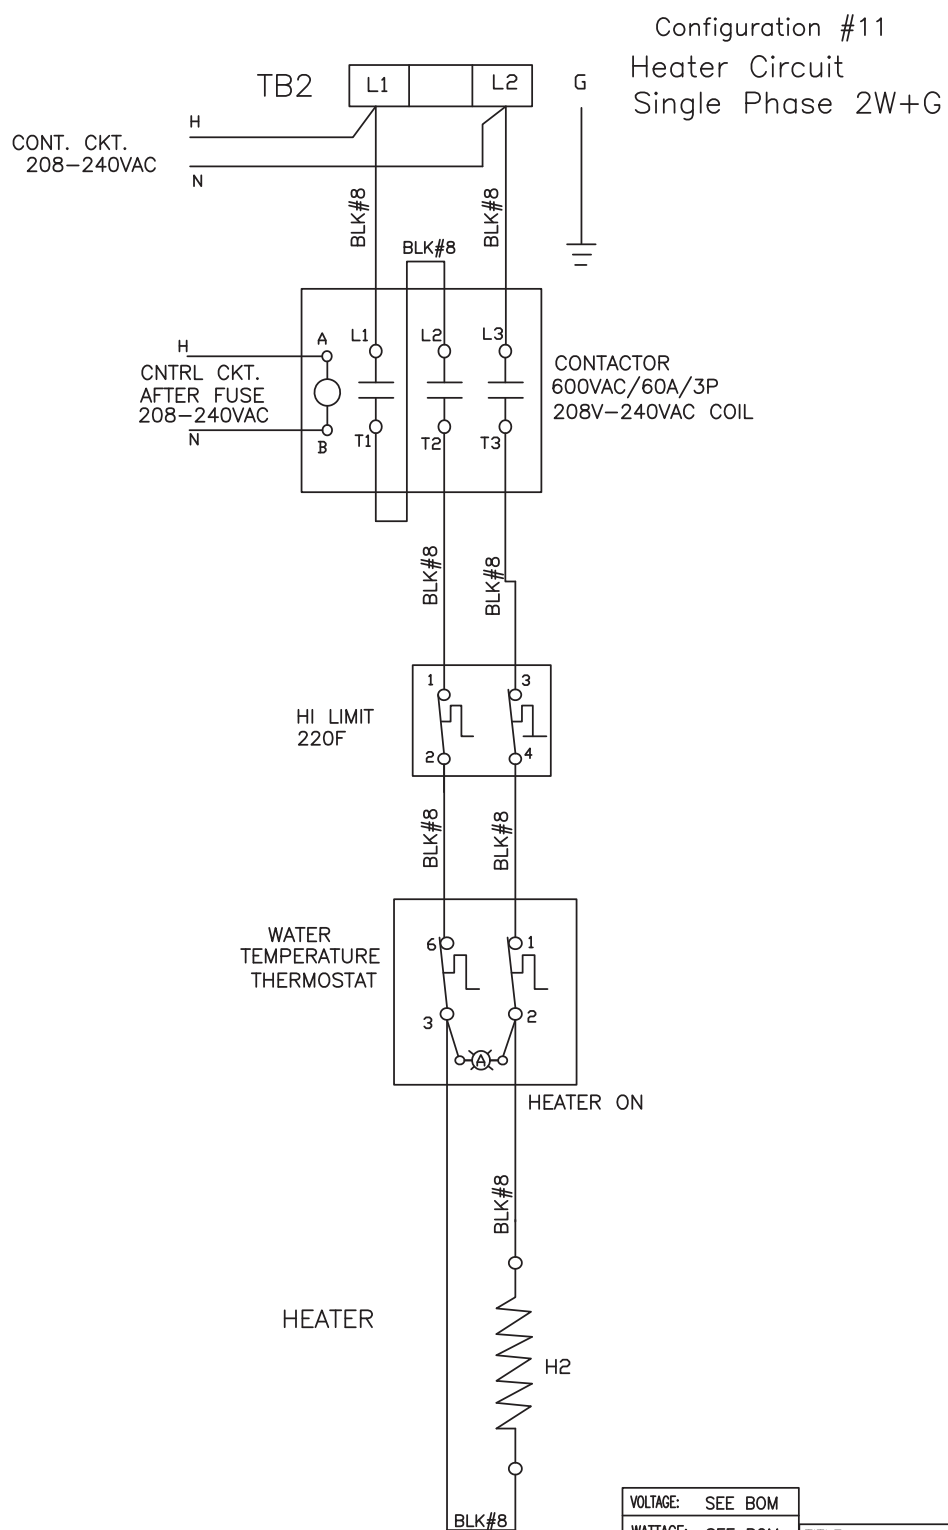 Configuration #11
Heater Circuit
Single Phase 2W+G
TB2
L1
L2
G
H
CONT. CKT.
208-240VAC
N
BLK#8
BLK#8
BLK#8
H
A
L1
L2
L3
CNTRL CKT.
AFTER FUSE
208-240VAC
N
B
T1
T2
T3
CONTACTOR
600VAC/60A/3P
208V-240VAC COIL
BLK#8
BLK#8
1
3
HI LIMIT
220F
2
4
BLK#8
BLK#8
WATER
TEMPERATURE
THERMOSTAT
6
1
3
2
A
HEATER ON
BLK#8
HEATER
H2
BLK#8
VOLTAGE: SEE BOM
WATTAGE: SEE BOM